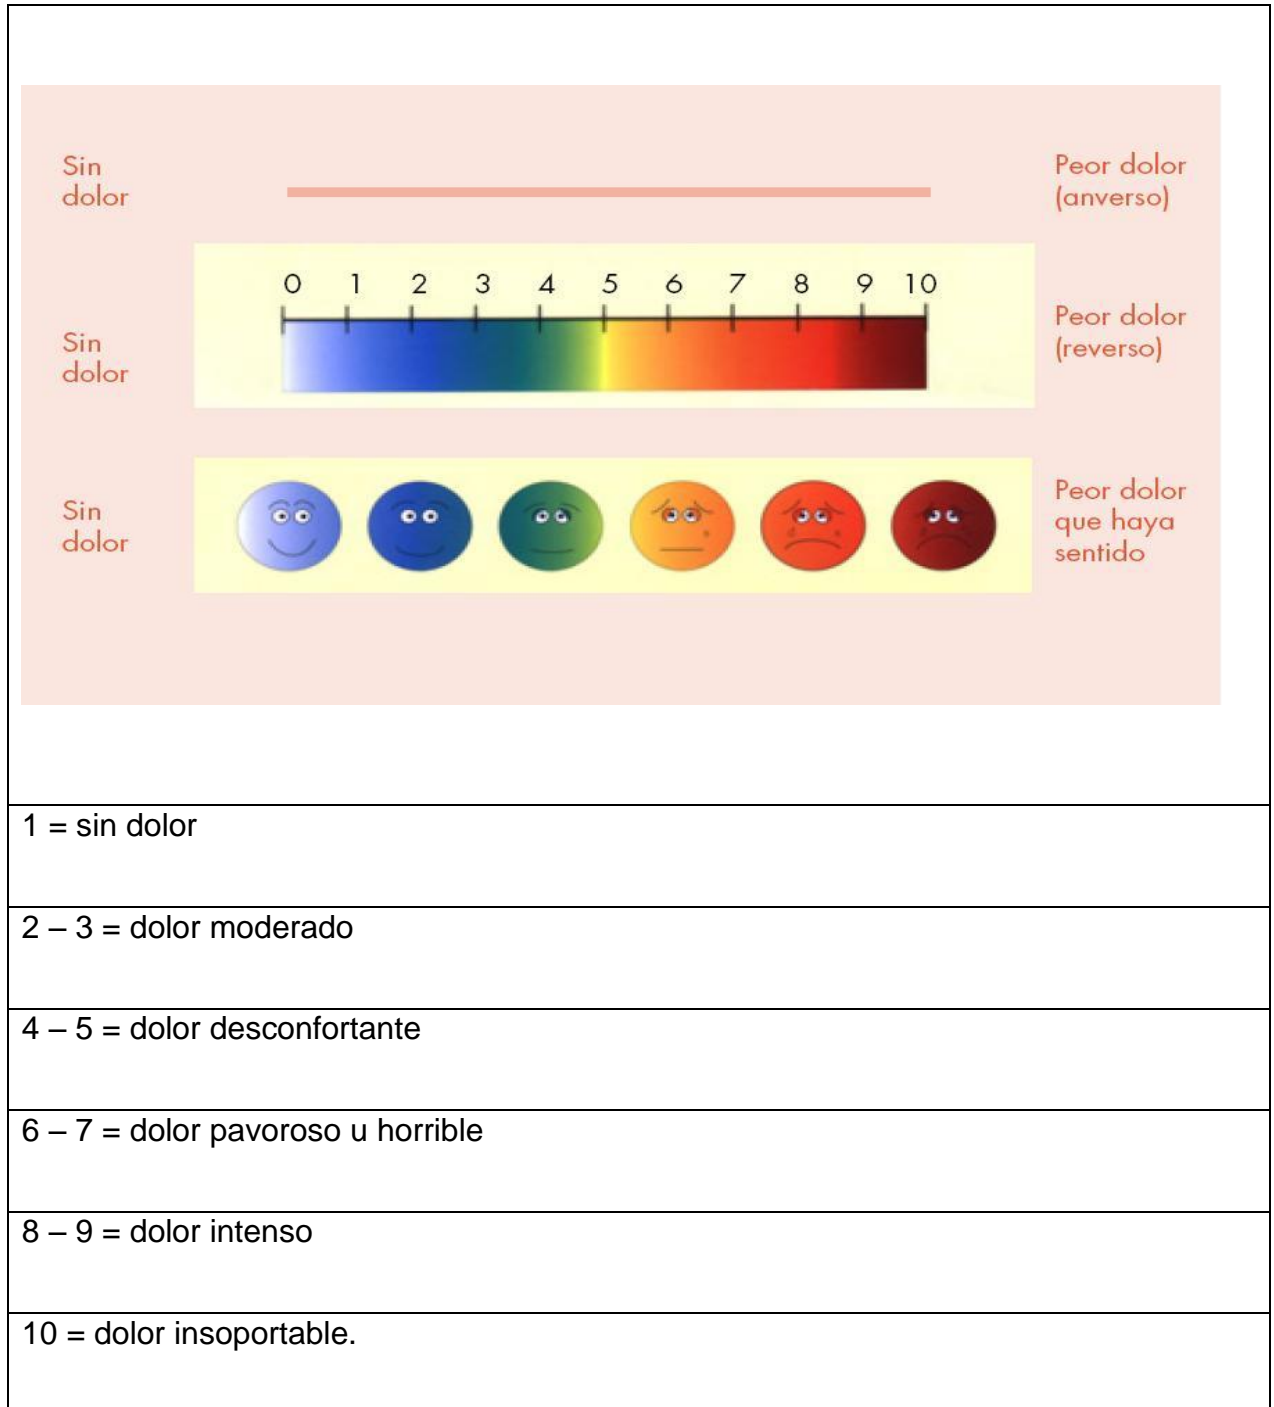 Sin
dolor
Peor dolor
(anverso)
0 1 2 3 4 5 6 7 8 9 10
Sin
dolor
Peor dolor
(reverso)
Sin
dolor
Peor dolor
que haya
sentido
1 = sin dolor
2 – 3 = dolor moderado
4 – 5 = dolor desconfortante
6 – 7 = dolor pavoroso u horrible
8 – 9 = dolor intenso
10 = dolor insoportable.